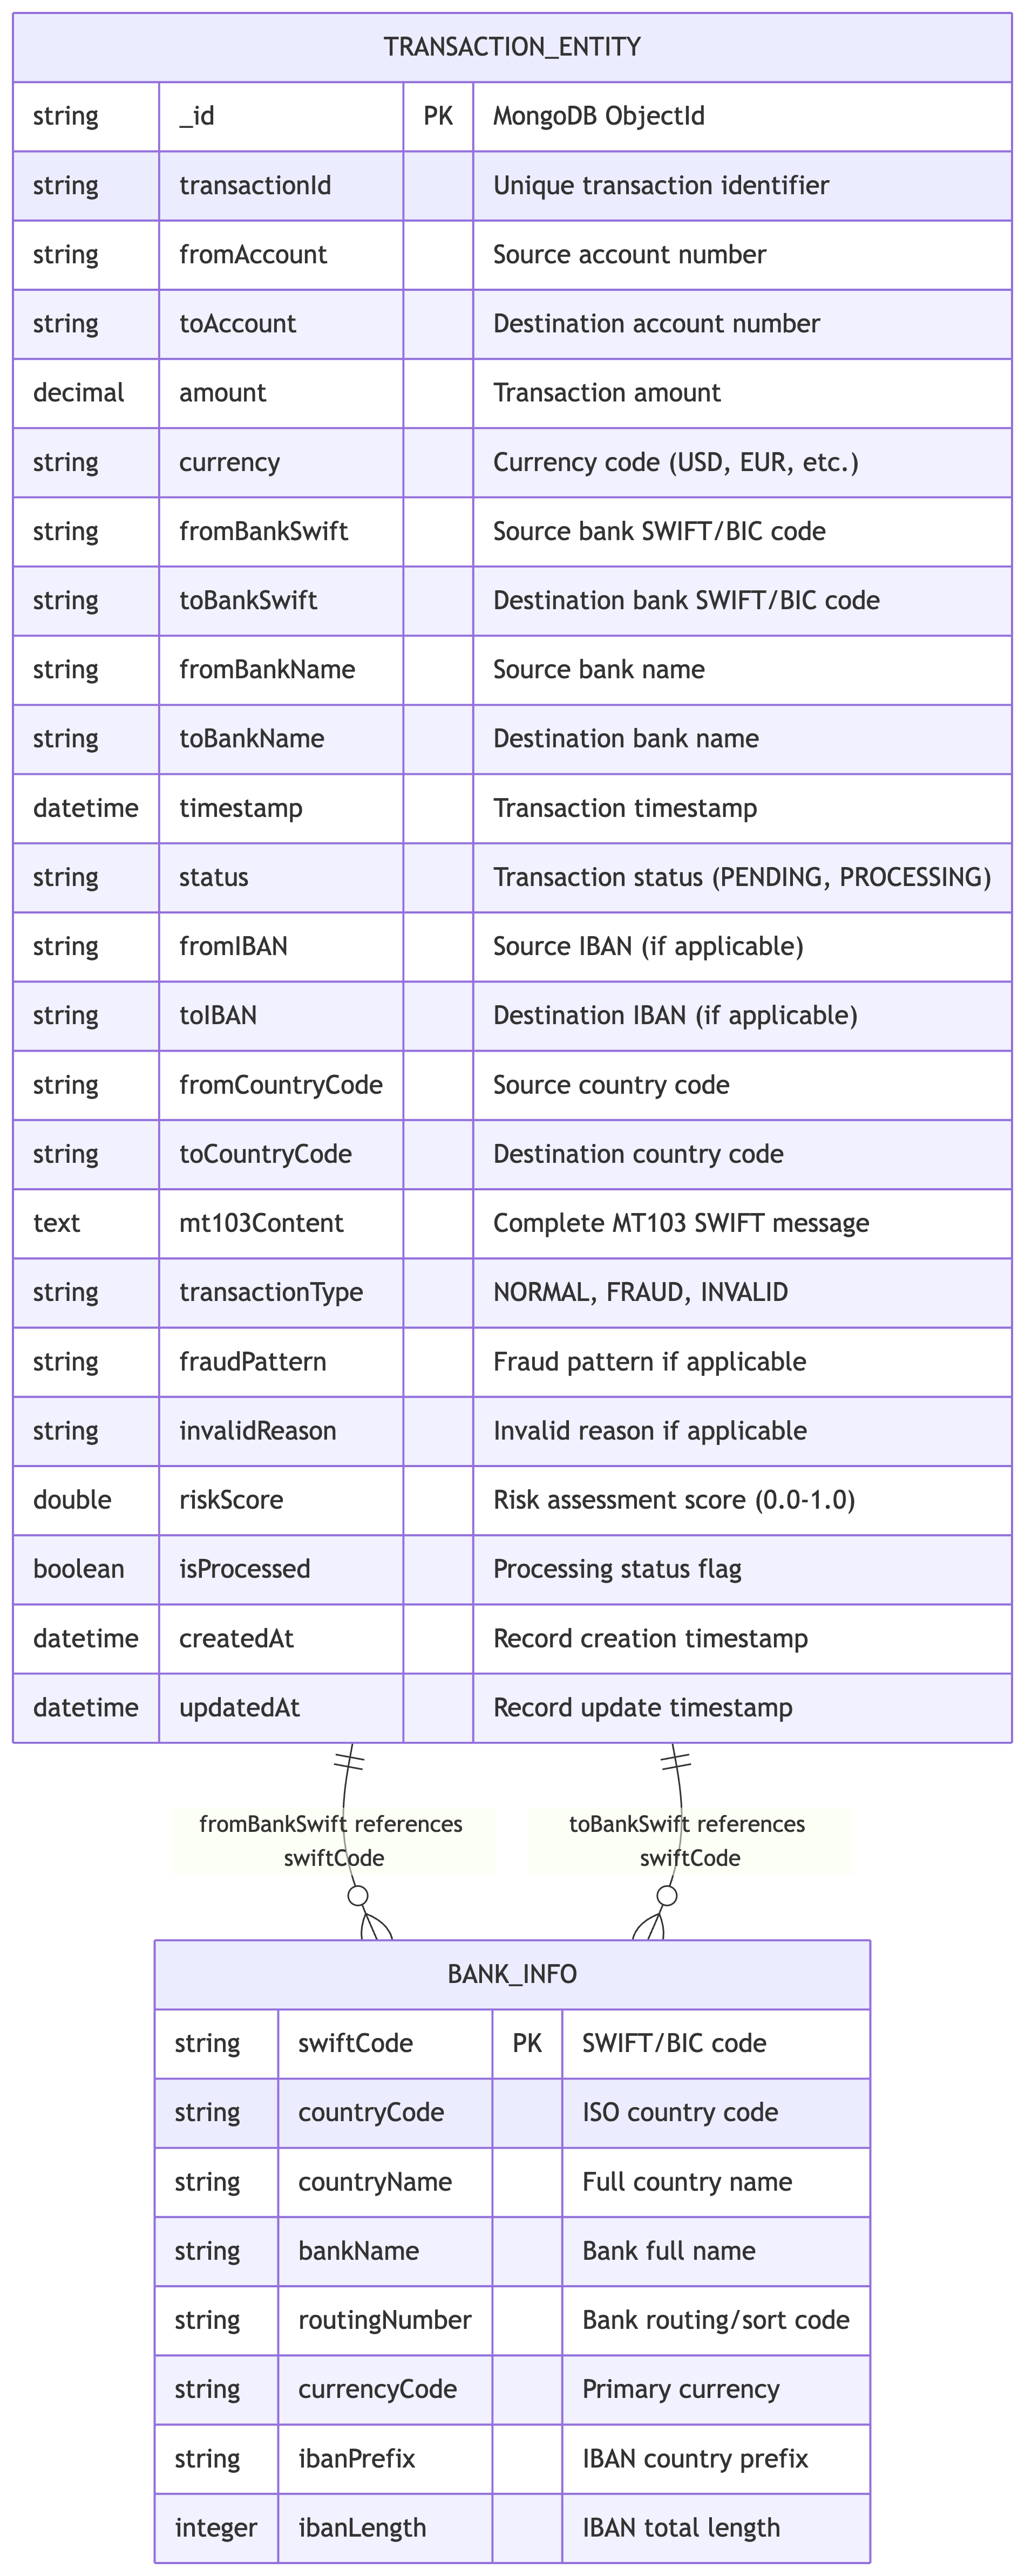 TRANSACTION_ENTITY
string _id PK MongoDB ObjectId
string transactionId Unique transaction identifier
string fromAccount Source account number
string toAccount Destination account number
decimal amount Transaction amount
string currency Currency code (USD, EUR, etc.)
string fromBankSwift Source bank SWIFT/BIC code
string toBankSwift Destination bank SWIFT/BIC code
string fromBankName Source bank name
string toBankName Destination bank name
datetime timestamp Transaction timestamp
string status Transaction status (PENDING, PROCESSING)
string fromIBAN Source IBAN (if applicable)
string toIBAN Destination IBAN (if applicable)
string fromCountryCode Source country code
string toCountryCode Destination country code
text mt103Content Complete MT103 SWIFT message
string transactionType NORMAL, FRAUD, INVALID
string fraudPattern Fraud pattern if applicable
string invalidReason Invalid reason if applicable
double riskScore Risk assessment score (0.0-1.0)
boolean isProcessed Processing status flag
datetime createdAt Record creation timestamp
datetime updatedAt Record update timestamp
fromBankSwift references
swiftCode
toBankSwift references
swiftCode
BANK_INFO
string swiftCode PK SWIFT/BIC code
string countryCode ISO country code
string countryName Full country name
string bankName Bank full name
string routingNumber Bank routing/sort code
string currencyCode Primary currency
string ibanPrefix IBAN country prefix
integer ibanLength IBAN total length